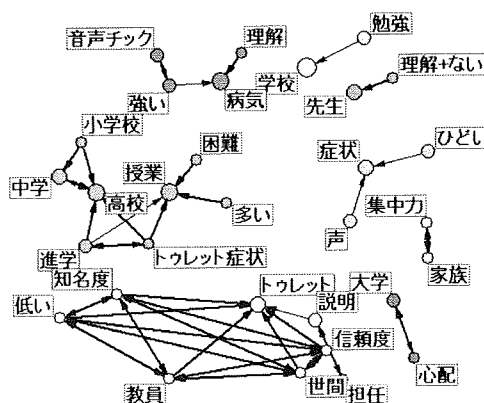 音声チック
理解
勉強
強い
病気
学校
理解+ない
先生
小学校
困難
症状
ひどい
中学
高校
授業
多い
声
集中力
進学
トゥレット症状
家族
知名度
トゥレット
大学
低い
説明
信頼度
教員
世間
担任
心配